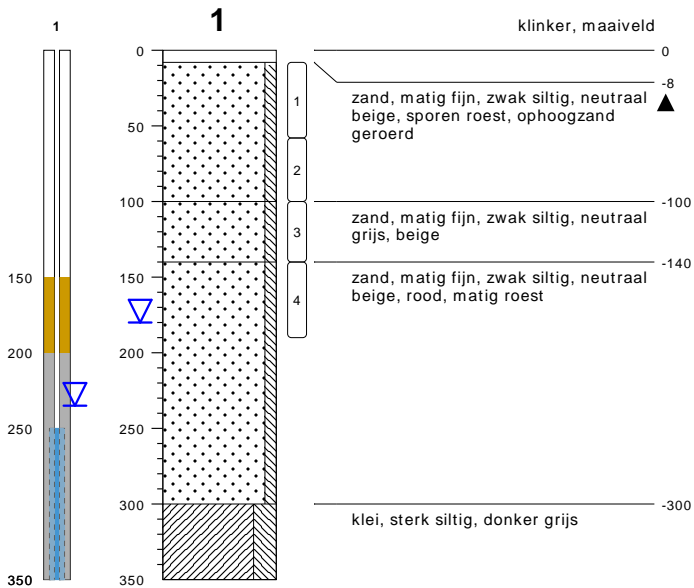 1
1
klinker, maaiveld
0
0
-8
1
zand, matig fijn, zwak siltig, neutraal
beige, sporen roest, ophoogzand
geroerd
50
2
100
-100
3
zand, matig fijn, zwak siltig, neutraal
grijs, beige
-140
150
150
4
zand, matig fijn, zwak siltig, neutraal
beige, rood, matig roest
200
200
250
250
300
-300
klei, sterk siltig, donker grijs
350
350